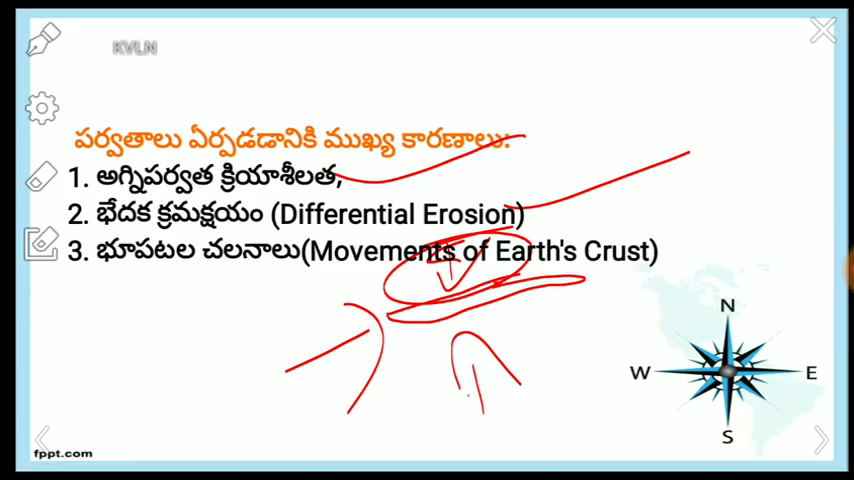 KVLN
పర్వతాలు ఏర్పడడానికి ముఖ్య కారణాలు:
1. అగ్నిపర్వత క్రియాశీలత,
2. భేదక క్రమక్షయం (Differential Erosion)
3. భూపటల చలనాలు(Movements of Earth's Crust)
N
W E
S
fppt.com